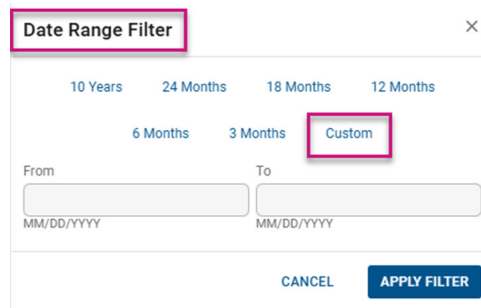 Date Range Filter
10 Years 24 Months 18 Months 12 Months
6 Months 3 Months Custom
From To
MM/DD/YYYY MM/DD/YYYY
CANCEL APPLY FILTER